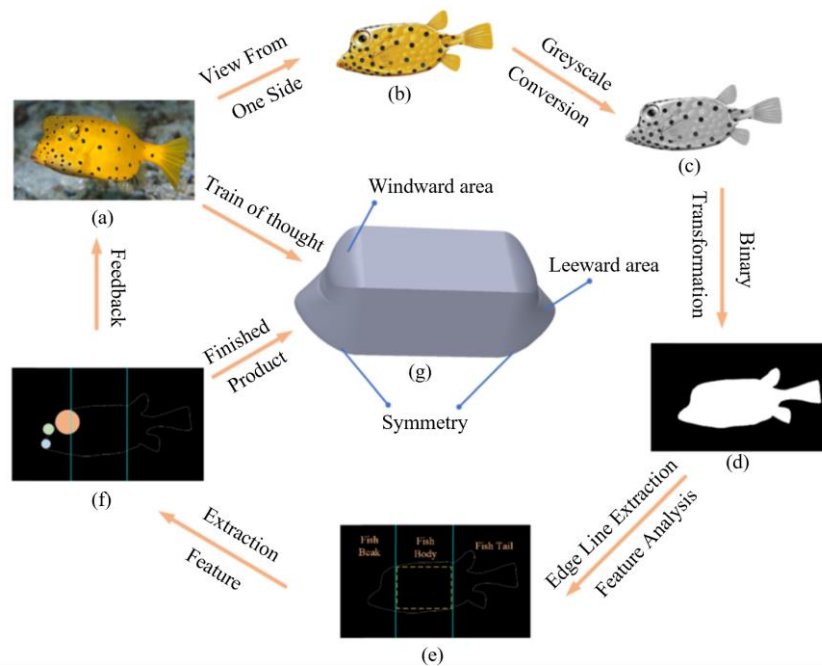 View From
One Side
(b)
Greyscale
Conversion
(c)
(a)
Train of thought
Windward area
Leeward area
Binary
Transformation
Feedback
Finished
Product
(g)
Symmetry
(d)
(f)
Edge Line Extraction
Feature Analysis
Extraction
Feature
Fish
Beak
Fish
Body
Fish Tail
(e)